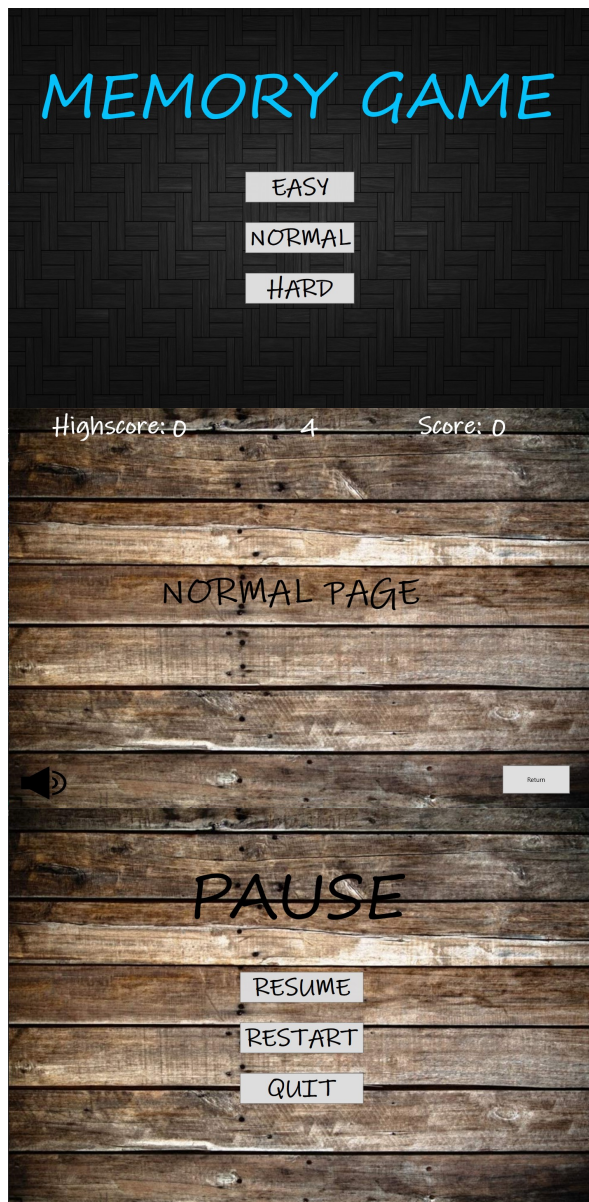 MEMORY GAME
EASY
NORMAL
HARD
Highscore: 0 4 Score: 0
NORMAL PAGE
Return
PAUSE
RESUME
RESTART
QUIT